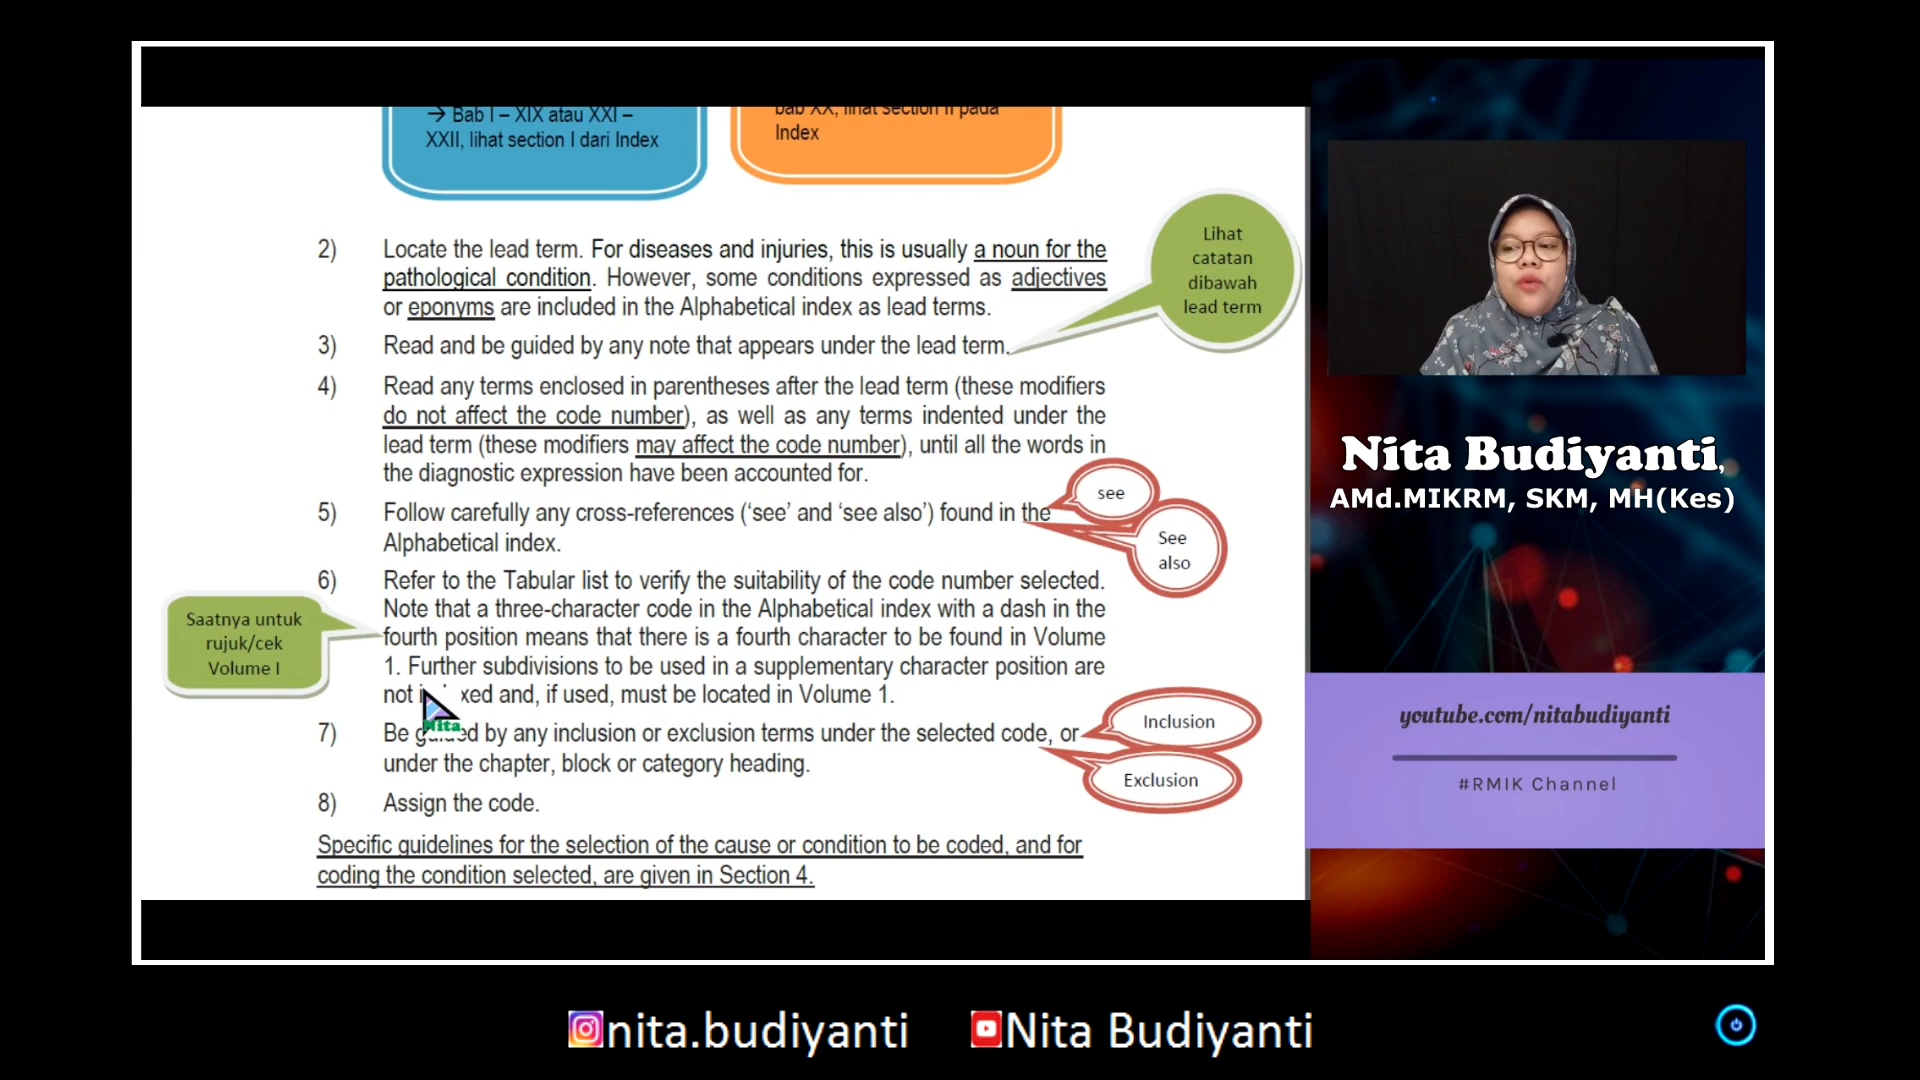 → Bab I – XIX atau XXI –
XXII, lihat section I dari Index
bab XX, lihat section II pada
Index
2) Locate the lead term. For diseases and injuries, this is usually a noun for the
pathological condition. However, some conditions expressed as adjectives
or eponyms are included in the Alphabetical index as lead terms.
Lihat
catatan
dibawah
lead term
3) Read and be guided by any note that appears under the lead term.
4) Read any terms enclosed in parentheses after the lead term (these modifiers
do not affect the code number), as well as any terms indented under the
lead term (these modifiers may affect the code number), until all the words in
the diagnostic expression have been accounted for.
5) Follow carefully any cross-references (‘see’ and ‘see also’) found in the
Alphabetical index.
see
See
also
6) Refer to the Tabular list to verify the suitability of the code number selected.
Note that a three-character code in the Alphabetical index with a dash in the
fourth position means that there is a fourth character to be found in Volume
1. Further subdivisions to be used in a supplementary character position are
not and, if used, must be located in Volume 1.
Saatnya untuk
rujuk/cek
Volume I
Nita
7) Be guided by any inclusion or exclusion terms under the selected code, or
under the chapter, block or category heading.
Inclusion
Exclusion
8) Assign the code.
Specific guidelines for the selection of the cause or condition to be coded, and for
coding the condition selected, are given in Section 4.
Nita Budiyanti,
AMd.MIKRM, SKM, MH(Kes)
youtube.com/nitabudiyanti
#RMIK Channel
nita.budiyanti
Nita Budiyanti